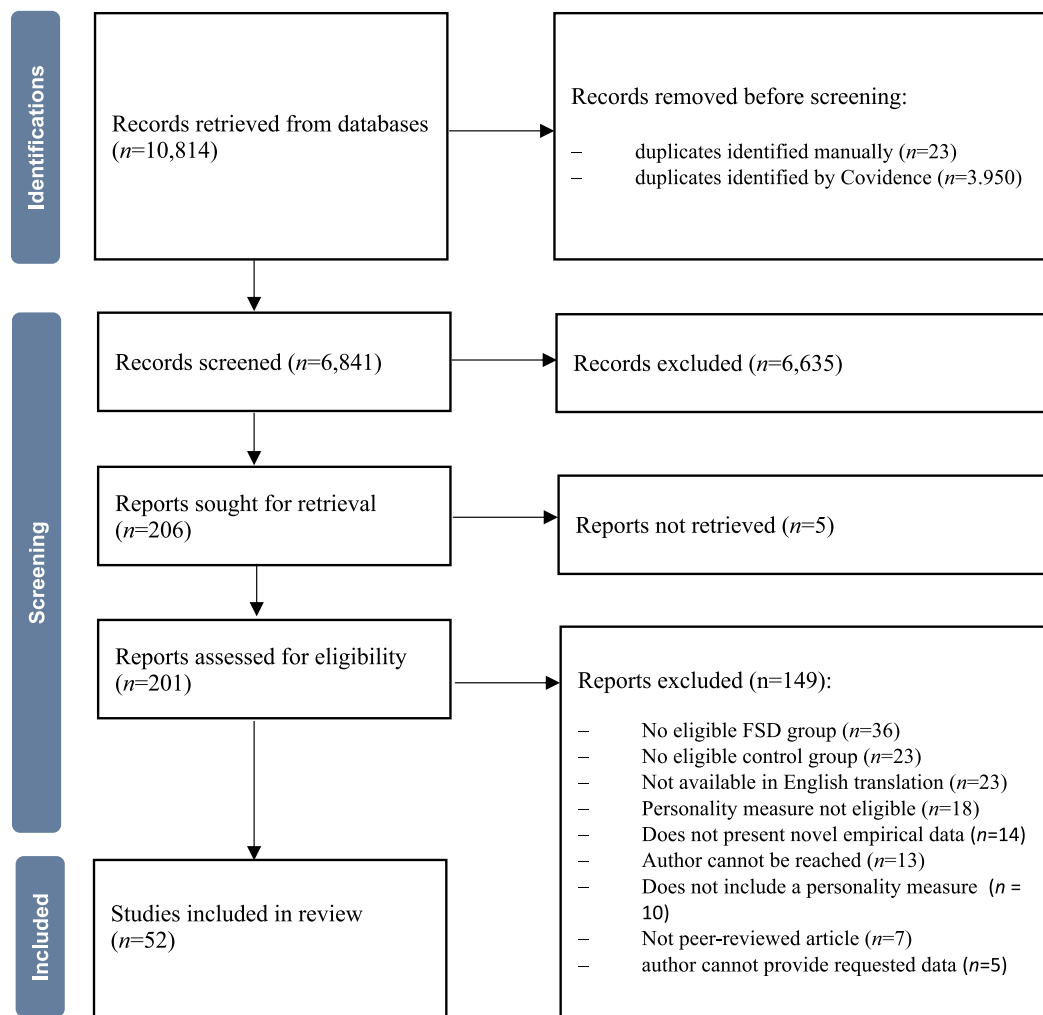 Identifications
Records retrieved from databases
(n=10,814)
Records removed before screening:
– duplicates identified manually (n=23)
– duplicates identified by Covidence (n=3.950)
Screening
Records screened (n=6,841)
Records excluded (n=6,635)
Reports sought for retrieval
(n=206)
Reports not retrieved (n=5)
Reports assessed for eligibility
(n=201)
Reports excluded (n=149):
– No eligible FSD group (n=36)
– No eligible control group (n=23)
– Not available in English translation (n=23)
– Personality measure not eligible (n=18)
– Does not present novel empirical data (n=14)
– Author cannot be reached (n=13)
– Does not include a personality measure (n =
10)
– Not peer-reviewed article (n=7)
– author cannot provide requested data (n=5)
Included
Studies included in review
(n=52)